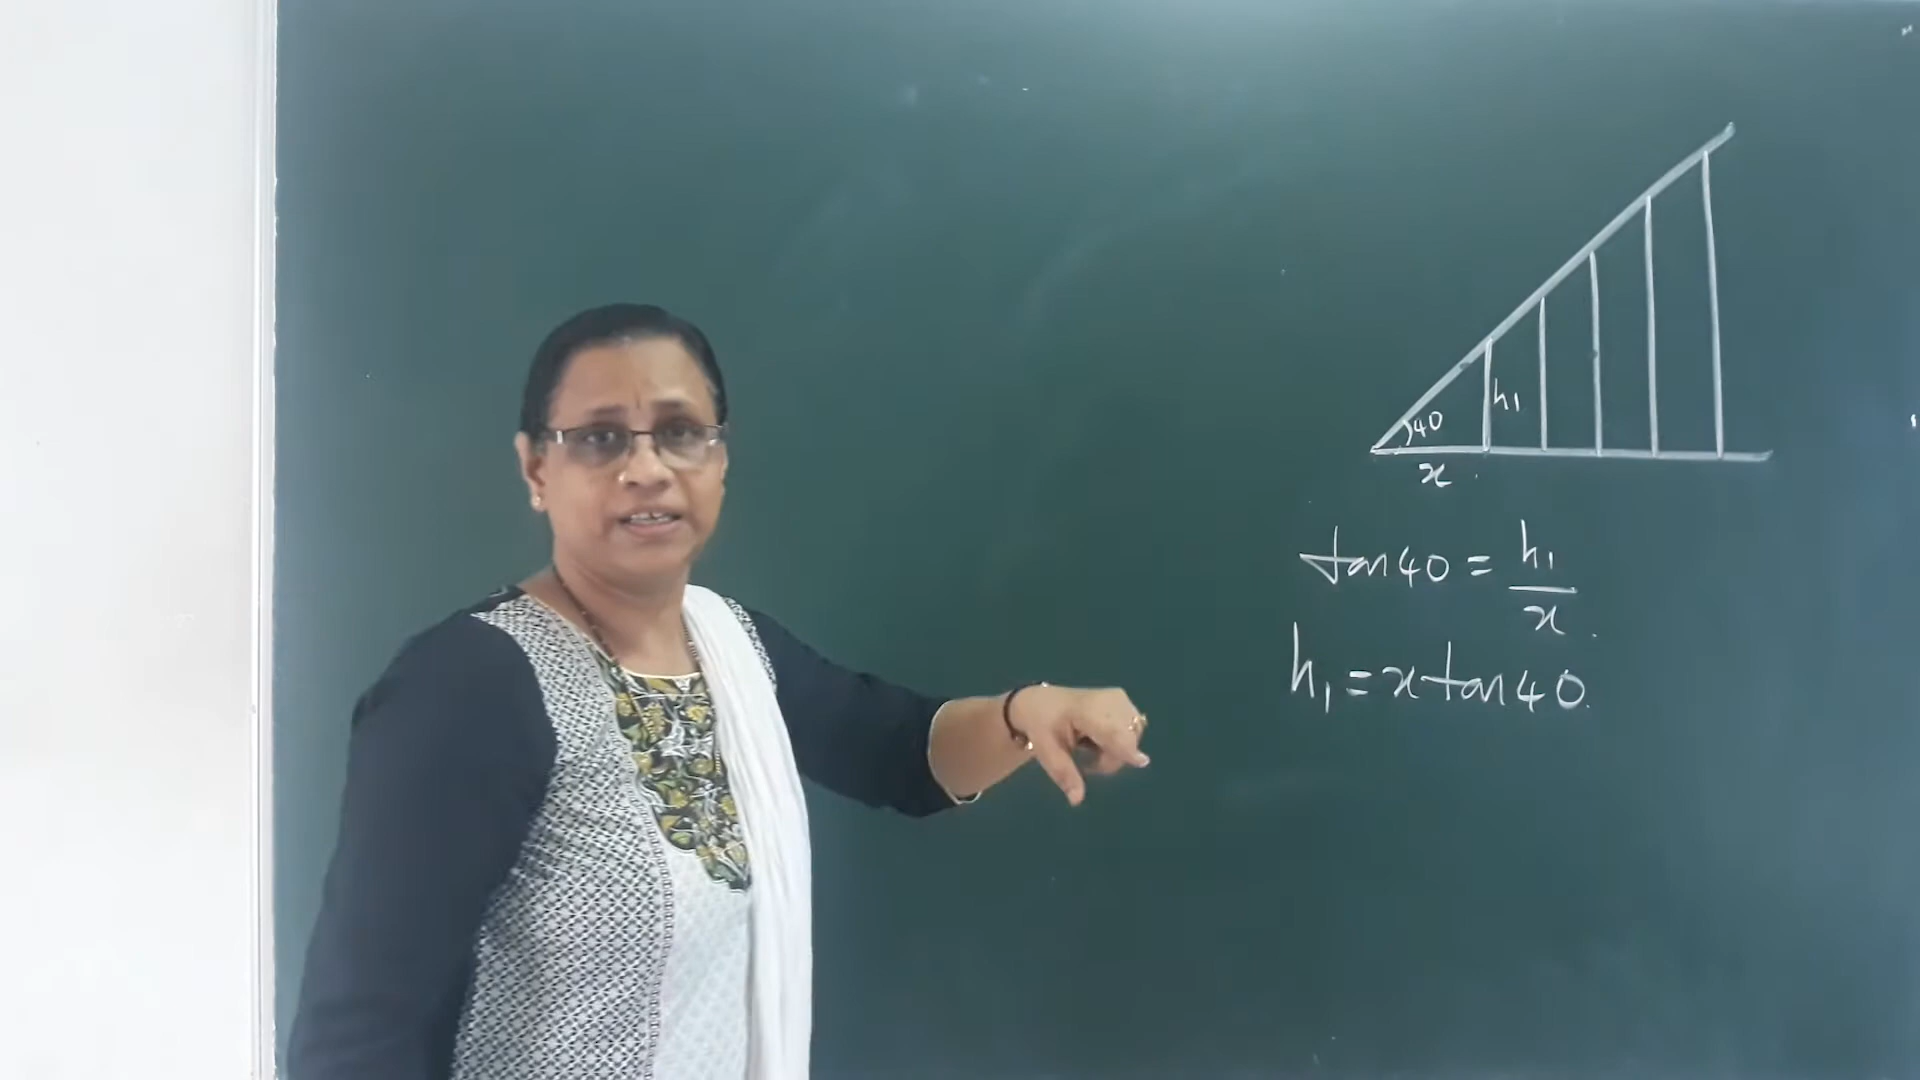 h₁
40
x
tan40 = h₁/x
h₁ = x tan40